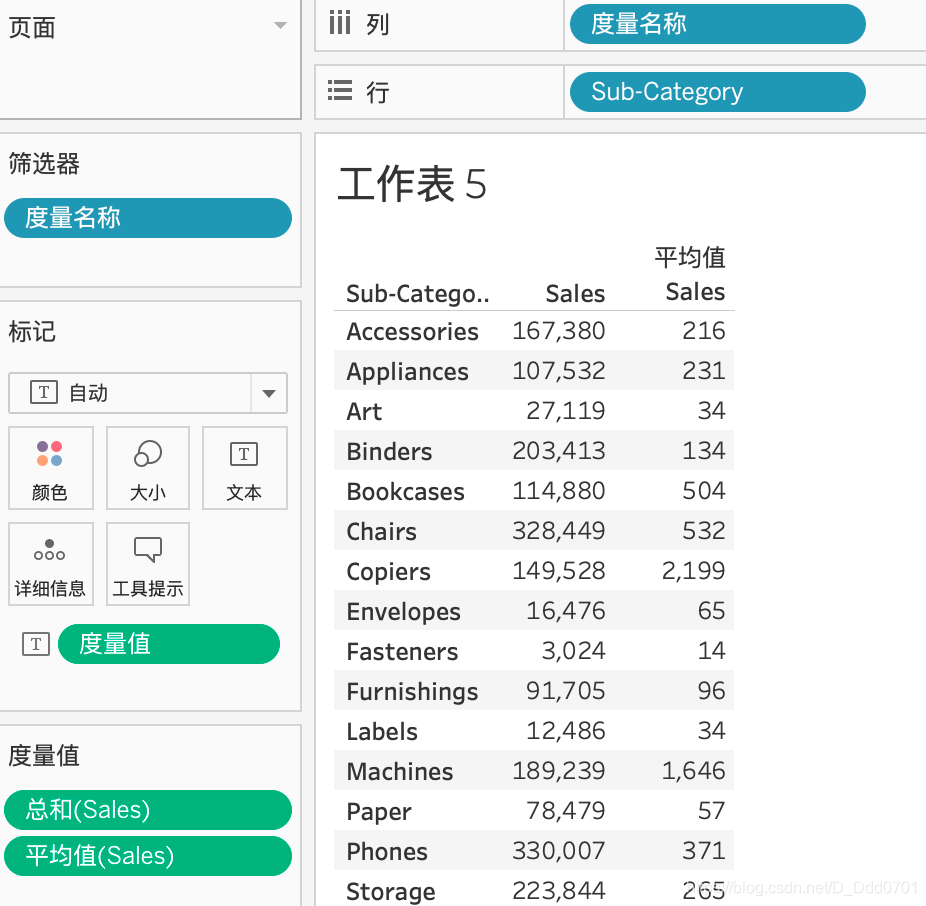 页面
列
度量名称
行
Sub-Category
筛选器
度量名称
标记
T 自动
颜色
大小
T
文本
详细信息
工具提示
T 度量值
度量值
总和(Sales)
平均值(Sales)
工作表 5
平均值
Sub-Catego.. Sales Sales
Accessories 167,380 216
Appliances 107,532 231
Art 27,119 34
Binders 203,413 134
Bookcases 114,880 504
Chairs 328,449 532
Copiers 149,528 2,199
Envelopes 16,476 65
Fasteners 3,024 14
Furnishings 91,705 96
Labels 12,486 34
Machines 189,239 1,646
Paper 78,479 57
Phones 330,007 371
Storage 223,844 265
blog.csdn.net/D_Ddd0701